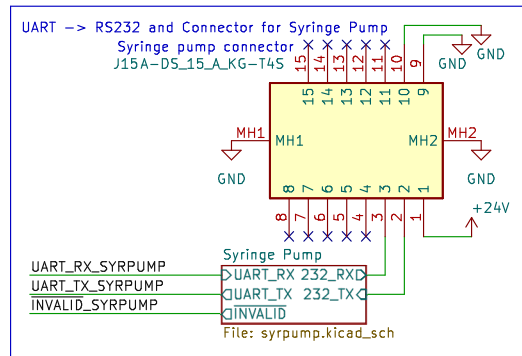 UART -> RS232 and Connector for Syringe Pump
Syringe pump connector
J15A-DS_15_A_KG-T4S
15 14 13 12 11 10 9
GND
GND
15 14 13 12 11 10 9
MH1 MH1 MH2 MH2
GND
GND
8 7 6 5 4 3 2 1
8 7 6 5 4 3 2 1
+24V
Syringe Pump
UART_RX_SYRPUMP UART_RX 232_RX
UART_TX_SYRPUMP UART_TX 232_TX
INVALID_SYRPUMP INVALID
File: syrpump.kicad_sch